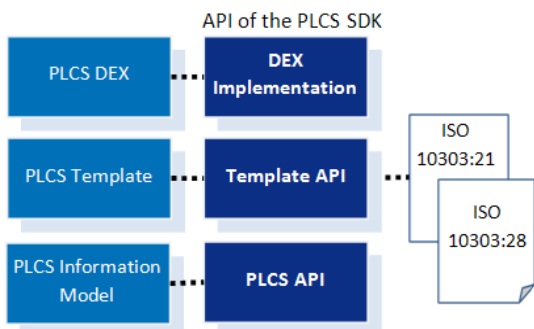 API of the PLCS SDK
PLCS DEX
DEX
Implementation
PLCS Template
Template API
ISO
10303:21
ISO
10303:28
PLCS Information
Model
PLCS API